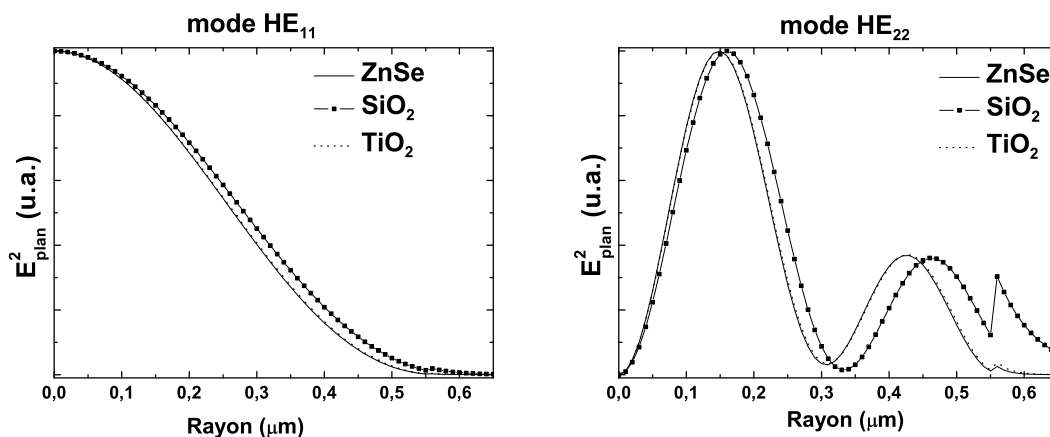 mode HE11
ZnSe
SiO2
TiO2
E²plan (u.a.)
0,0 0,1 0,2 0,3 0,4 0,5 0,6
Rayon (μm)
mode HE22
ZnSe
SiO2
TiO2
E²plan (u.a.)
0,0 0,1 0,2 0,3 0,4 0,5 0,6
Rayon (μm)